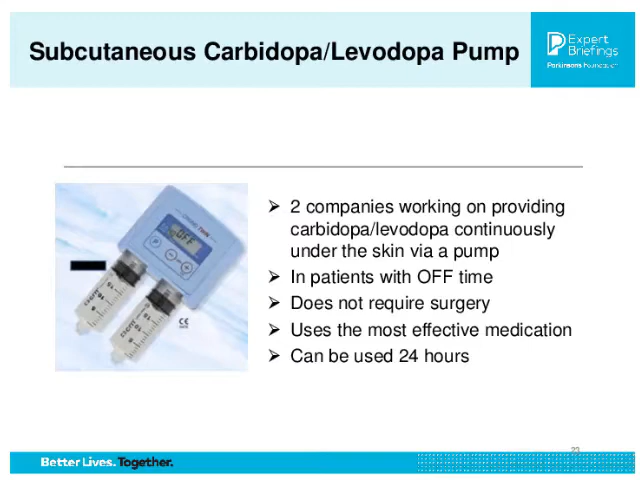 Subcutaneous Carbidopa/Levodopa Pump
Expert
Briefings
Parkinson's Foundation
➢ 2 companies working on providing
carbidopa/levodopa continuously
under the skin via a pump
➢ In patients with OFF time
➢ Does not require surgery
➢ Uses the most effective medication
➢ Can be used 24 hours
OFF
P
CE
23
Better Lives. Together.